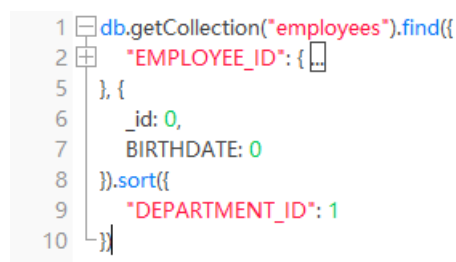 1 db.getCollection("employees").find({
2 "EMPLOYEE_ID": { ...
5 }, {
6 _id: 0,
7 BIRTHDATE: 0
8 }).sort({
9 "DEPARTMENT_ID": 1
10 })